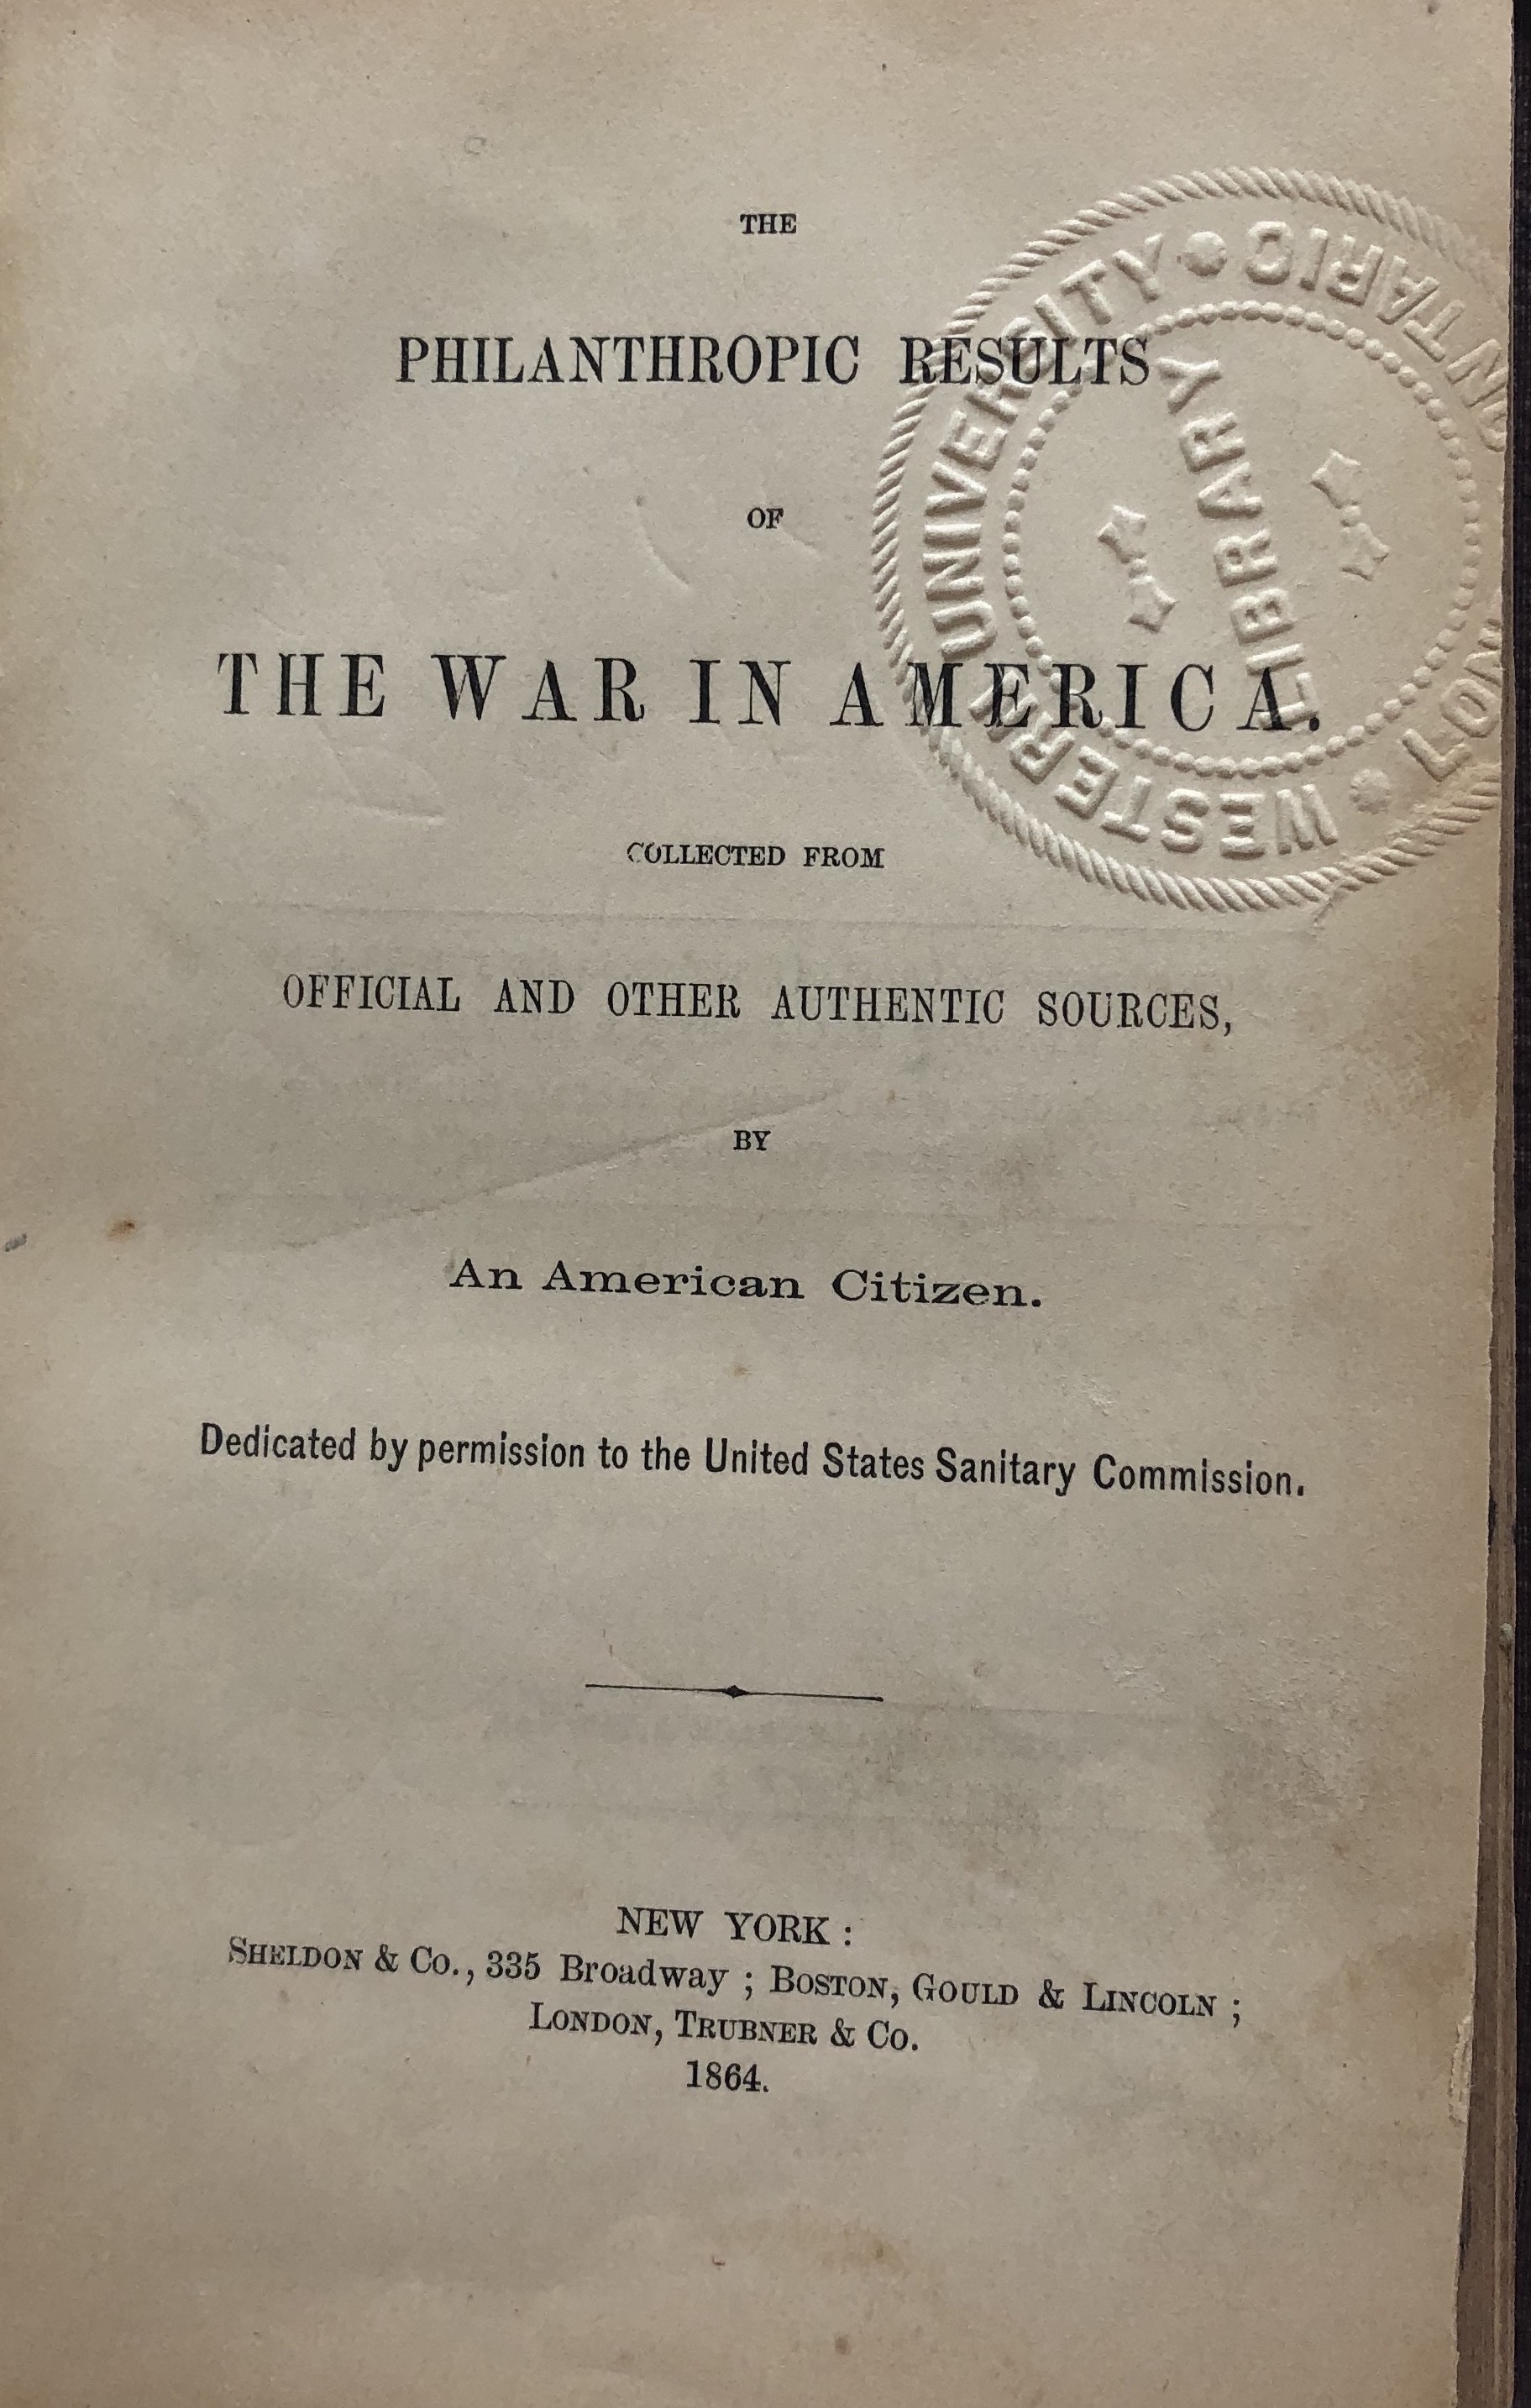 THE
PHILANTHROPIC RESULTS
OF
THE WAR IN AMERICA.
COLLECTED FROM
OFFICIAL AND OTHER AUTHENTIC SOURCES,
BY
An American Citizen.
Dedicated by permission to the United States Sanitary Commission.
NEW YORK :
SHELDON & CO., 335 Broadway ; BOSTON, GOULD & LINCOLN ;
LONDON, TRUBNER & CO.
1864.
WESTERN UNIVERSITY
LIBRARY